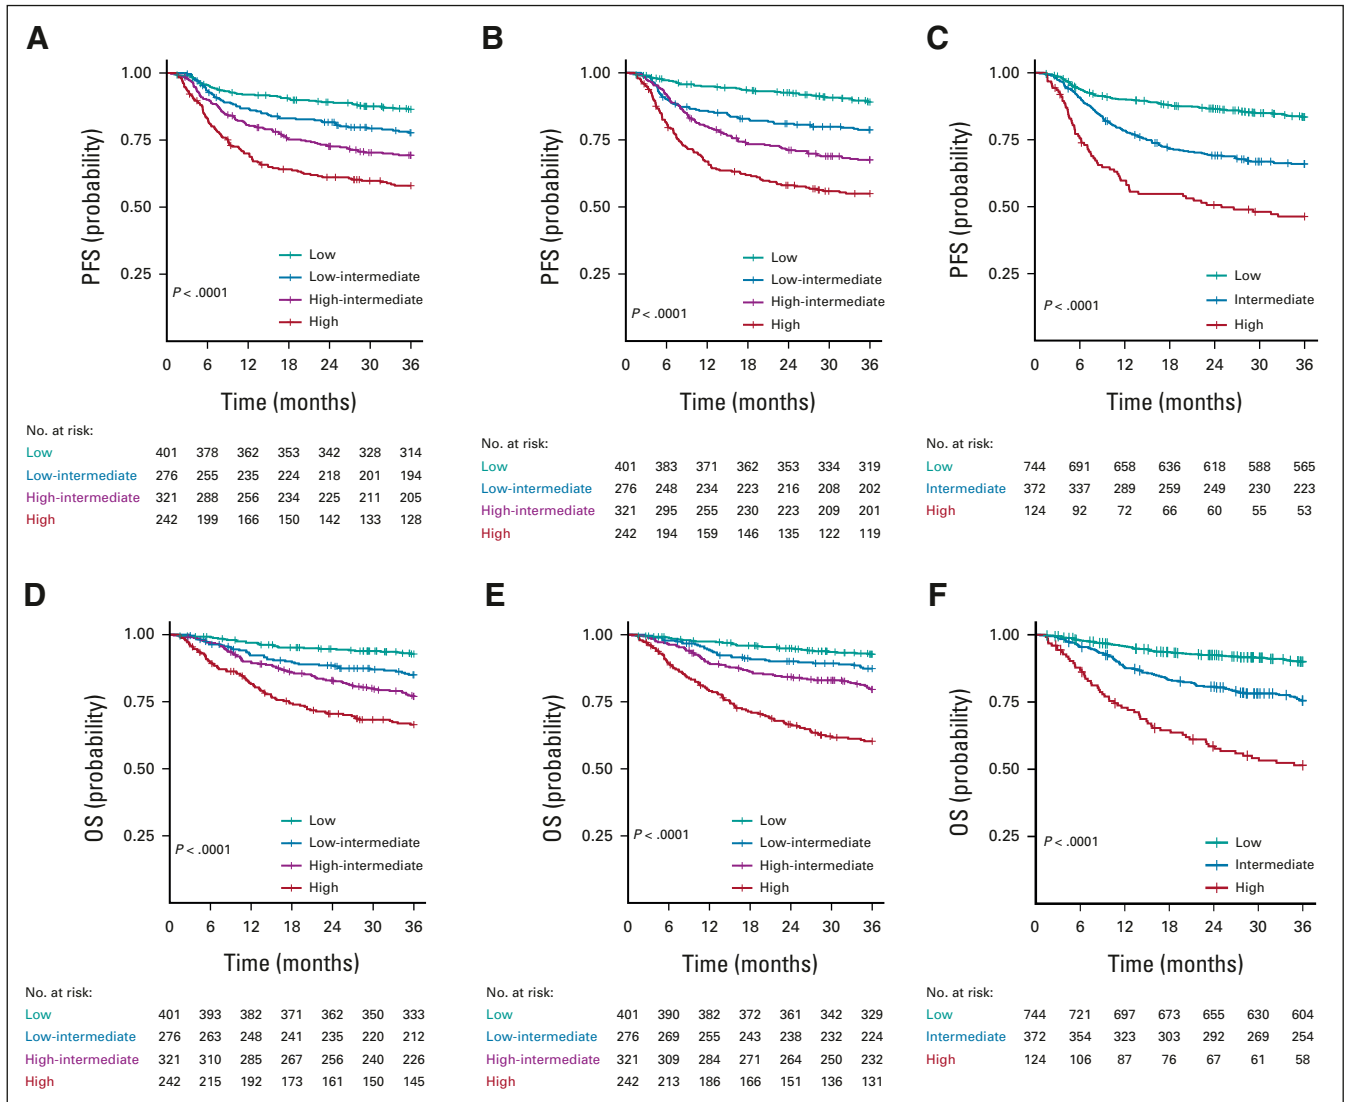 A
1.00
0.75
0.50
0.25
PFS (probability)
P < .0001
Low
Low-intermediate
High-intermediate
High
0 6 12 18 24 30 36
Time (months)
No. at risk:
Low 401 378 362 353 342 328 314
Low-intermediate 276 255 235 224 218 201 194
High-intermediate 321 288 256 234 225 211 205
High 242 199 166 150 142 133 128
B
1.00
0.75
0.50
0.25
PFS (probability)
P < .0001
Low
Low-intermediate
High-intermediate
High
0 6 12 18 24 30 36
Time (months)
No. at risk:
Low 401 383 371 362 353 334 319
Low-intermediate 276 248 234 223 216 208 202
High-intermediate 321 295 255 230 223 209 201
High 242 194 159 146 135 122 119
C
1.00
0.75
0.50
0.25
PFS (probability)
P < .0001
Low
Intermediate
High
0 6 12 18 24 30 36
Time (months)
No. at risk:
Low 744 691 658 636 618 588 565
Intermediate 372 337 289 259 249 230 223
High 124 92 72 66 60 55 53
D
1.00
0.75
0.50
0.25
OS (probability)
P < .0001
Low
Low-intermediate
High-intermediate
High
0 6 12 18 24 30 36
Time (months)
No. at risk:
Low 401 393 382 371 362 350 333
Low-intermediate 276 263 248 241 235 220 212
High-intermediate 321 310 285 267 256 240 226
High 242 215 192 173 161 150 145
E
1.00
0.75
0.50
0.25
OS (probability)
P < .0001
Low
Low-intermediate
High-intermediate
High
0 6 12 18 24 30 36
Time (months)
No. at risk:
Low 401 390 382 372 361 342 329
Low-intermediate 276 269 255 243 238 232 224
High-intermediate 321 309 284 271 264 250 232
High 242 213 186 166 151 136 131
F
1.00
0.75
0.50
0.25
OS (probability)
P < .0001
Low
Intermediate
High
0 6 12 18 24 30 36
Time (months)
No. at risk:
Low 744 721 697 673 655 630 604
Intermediate 372 354 323 303 292 269 254
High 124 106 87 76 67 61 58